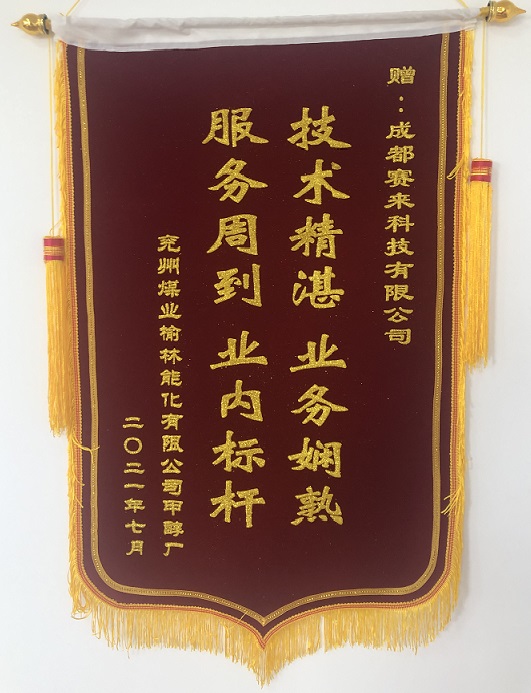 赠：成都赛来科技有限公司
技术精湛 业务娴熟
服务周到 业内标杆
兖州煤业榆林能化有限公司甲醇厂
二〇二一年七月